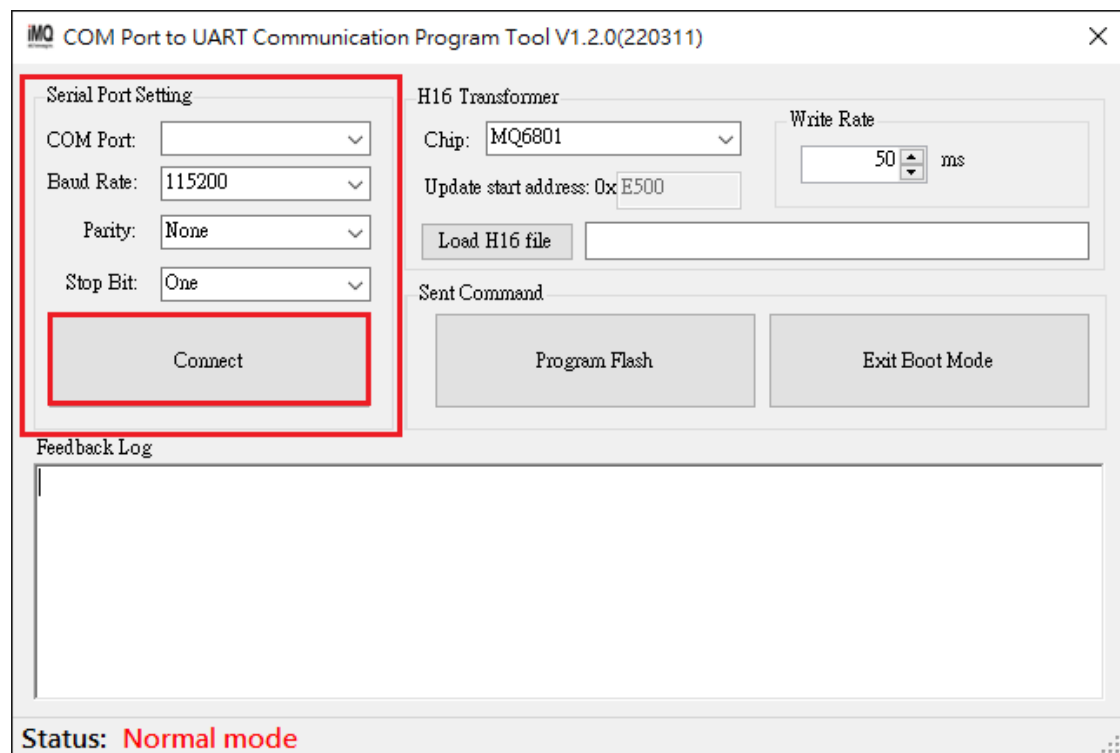 iMQ COM Port to UART Communication Program Tool V1.2.0(220311)
Serial Port Setting
COM Port:
Baud Rate: 115200
Parity: None
Stop Bit: One
Connect
H16 Transformer
Chip: MQ6801
Update start address: 0x E500
Load H16 file
Write Rate
50 ms
Sent Command
Program Flash
Exit Boot Mode
Feedback Log
Status: Normal mode